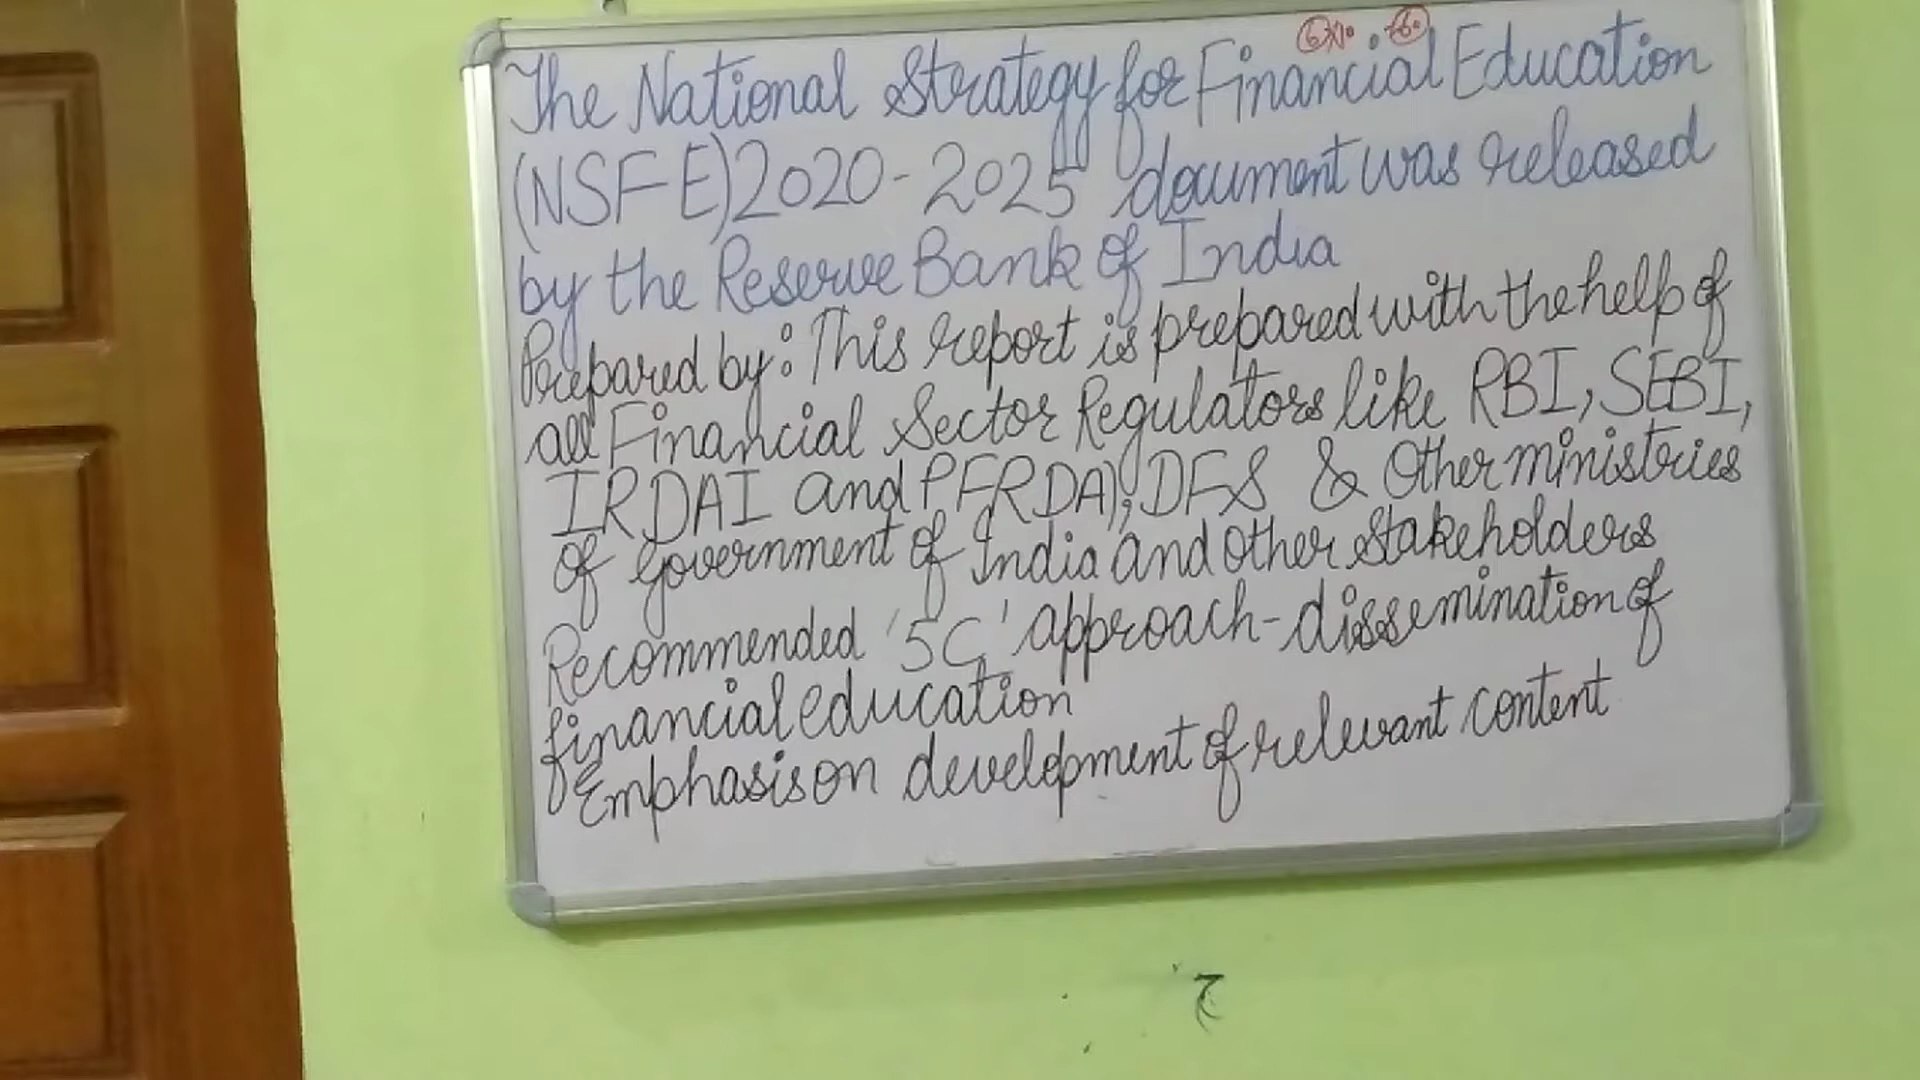 The National Strategy for Financial Education
(NSFE)2020-2025 document was released
by the Reserve Bank of India
Prepared by: This report is prepared with the help of
all Financial Sector Regulators like RBI, SEBI,
IRDAI and PFRDA), DFS & Other ministries
of Government of India and other stakeholders
Recommended '5C' approach-dissemination of
financial education
Emphasis on development of relevant content